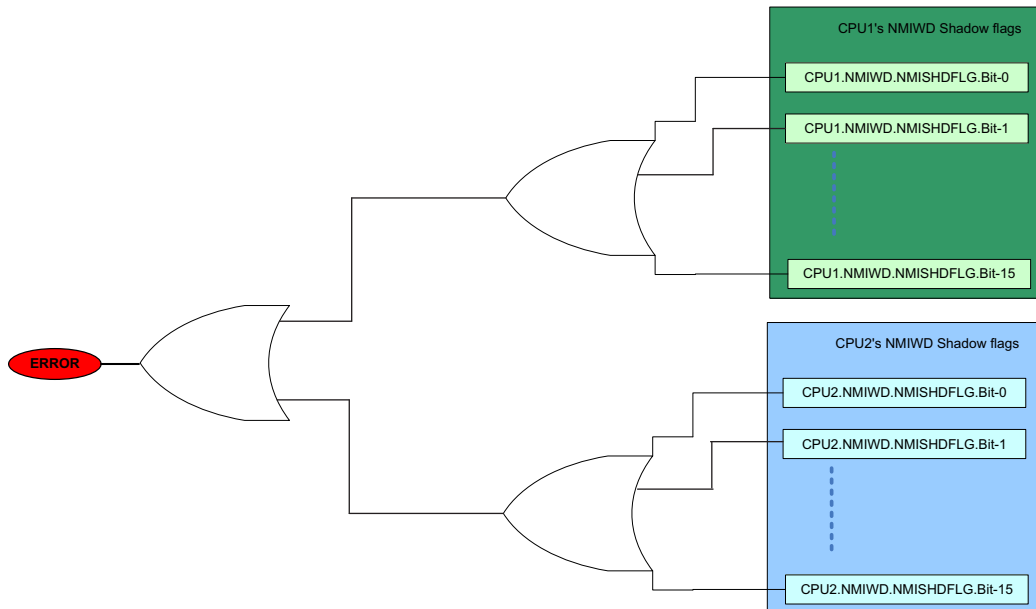 CPU1's NMIWD Shadow flags
CPU1.NMIWD.NMISHDFLG.Bit-0
CPU1.NMIWD.NMISHDFLG.Bit-1
CPU1.NMIWD.NMISHDFLG.Bit-15
ERROR
CPU2's NMIWD Shadow flags
CPU2.NMIWD.NMISHDFLG.Bit-0
CPU2.NMIWD.NMISHDFLG.Bit-1
CPU2.NMIWD.NMISHDFLG.Bit-15